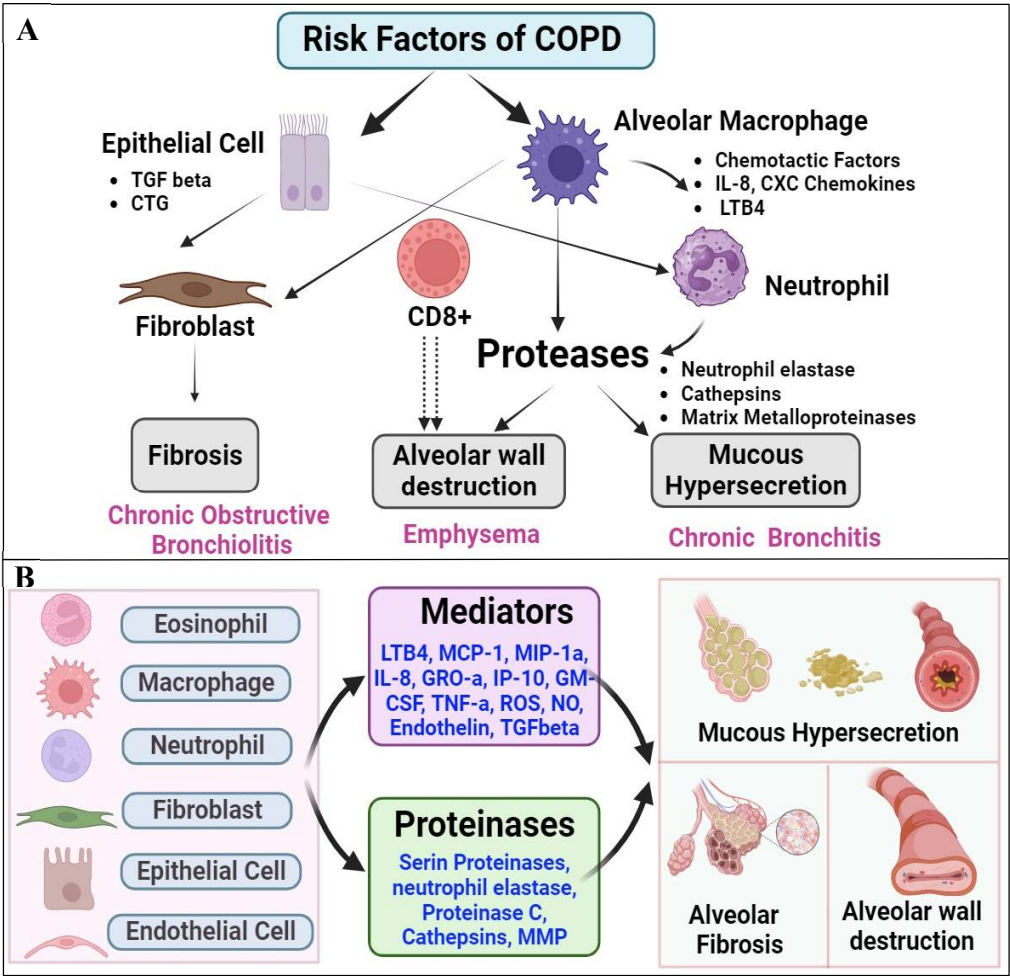 A
Risk Factors of COPD
Epithelial Cell
• TGF beta
• CTG
Alveolar Macrophage
• Chemotactic Factors
• IL-8, CXC Chemokines
• LTB4
Fibroblast
CD8+
Neutrophil
Proteases
• Neutrophil elastase
• Cathepsins
• Matrix Metalloproteinases
Fibrosis
Alveolar wall
destruction
Mucous
Hypersecretion
Chronic Obstructive
Bronchiolitis
Emphysema
Chronic Bronchitis
B
Eosinophil
Macrophage
Neutrophil
Fibroblast
Epithelial Cell
Endothelial Cell
Mediators
LTB4, MCP-1, MIP-1a,
IL-8, GRO-a, IP-10, GM-
CSF, TNF-a, ROS, NO,
Endothelin, TGFbeta
Proteinases
Serin Proteinases,
neutrophil elastase,
Proteinase C,
Cathepsins, MMP
Mucous Hypersecretion
Alveolar
Fibrosis
Alveolar wall
destruction